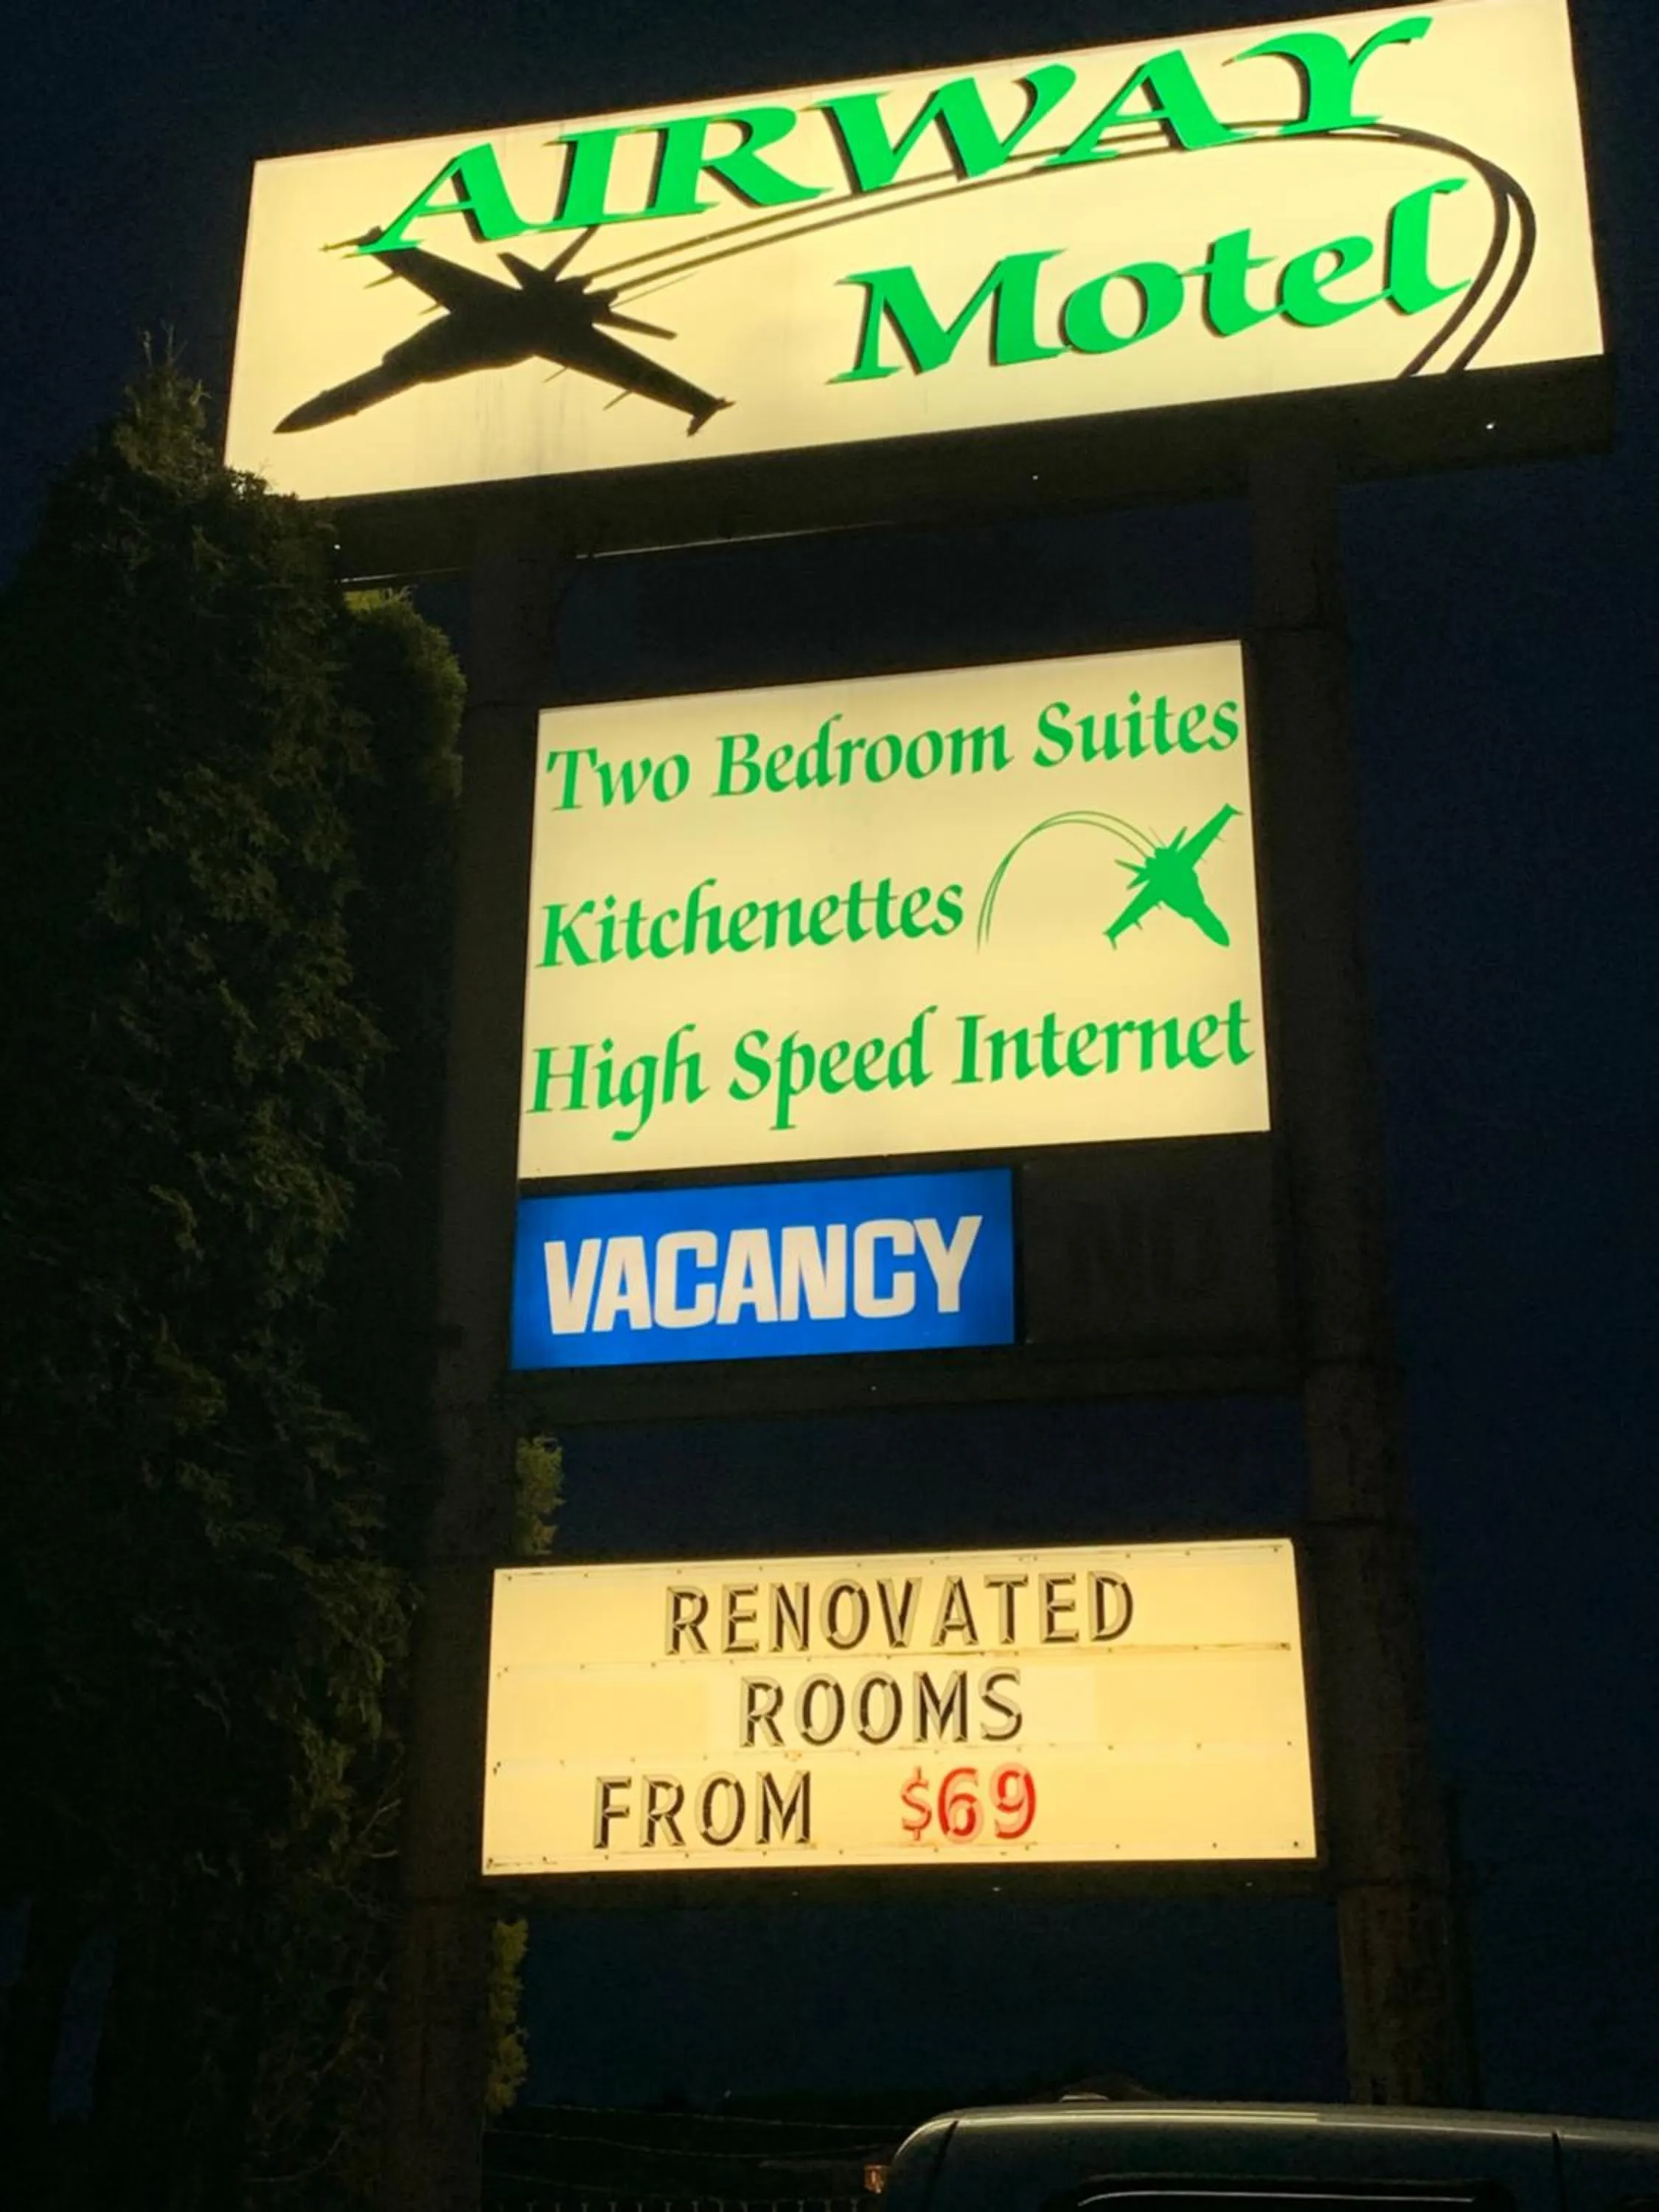 AIRWAY
Motel
Two Bedroom Suites
Kitchenettes
High Speed Internet
VACANCY
RENOVATED
ROOMS
FROM $69